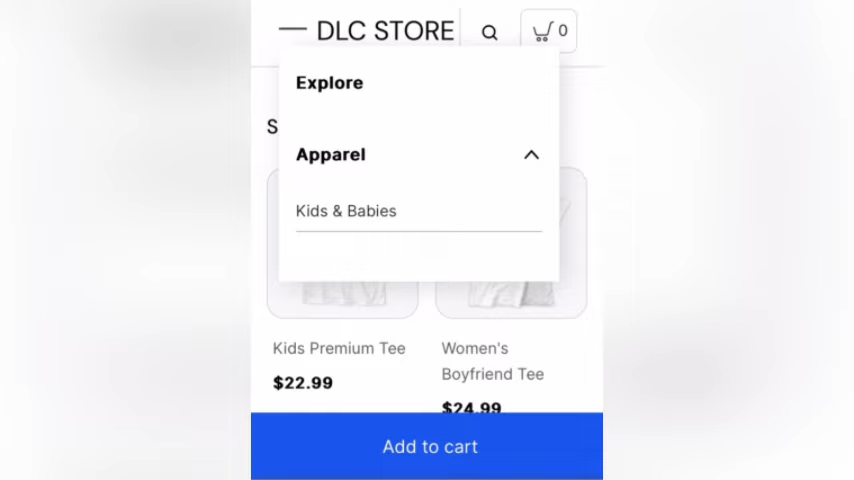 DLC STORE
0
Explore
S
Apparel
Kids & Babies
Kids Premium Tee
$22.99
Women's
Boyfriend Tee
$24.99
Add to cart